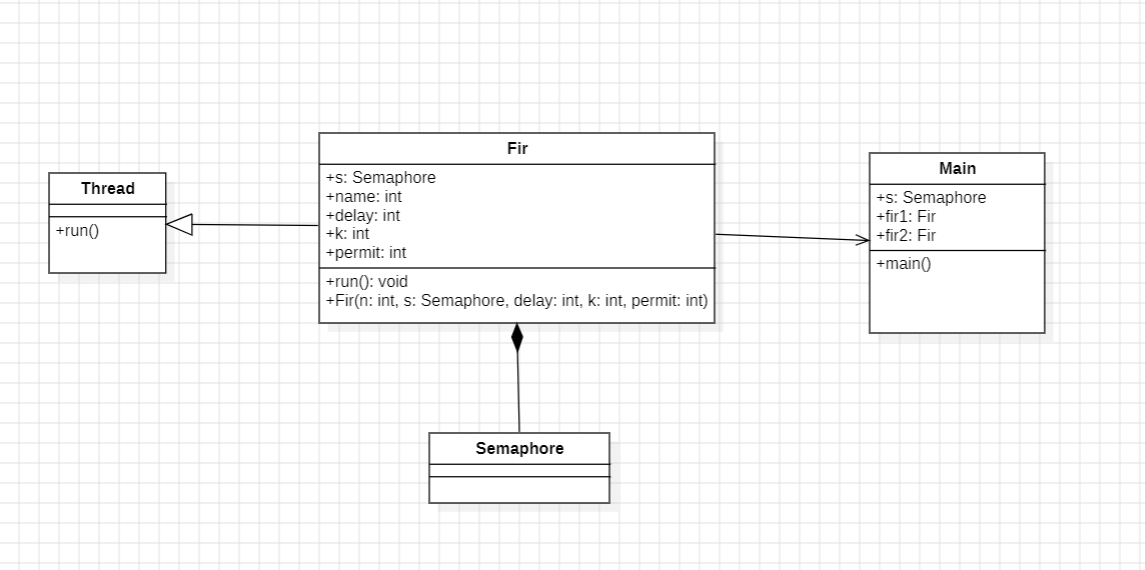 Thread
+run()
Fir
+s: Semaphore
+name: int
+delay: int
+k: int
+permit: int
+run(): void
+Fir(n: int, s: Semaphore, delay: int, k: int, permit: int)
Main
+s: Semaphore
+fir1: Fir
+fir2: Fir
+main()
Semaphore